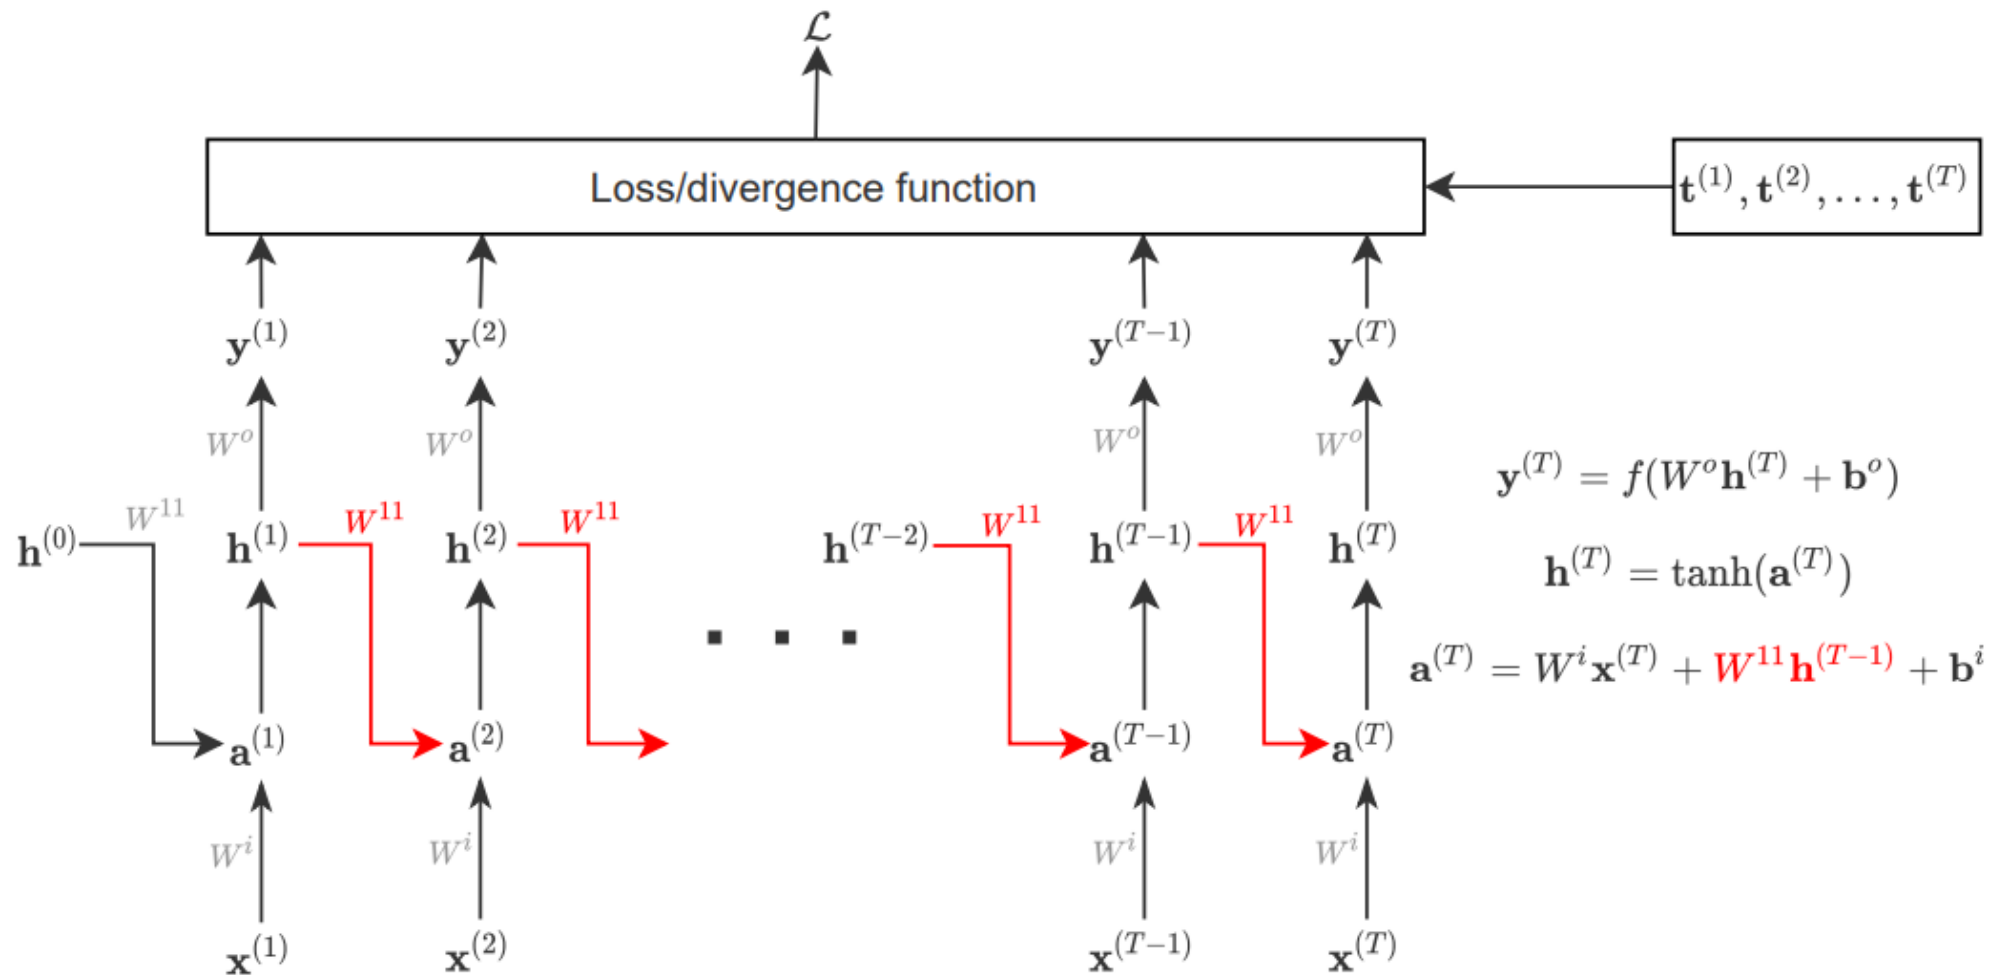 ℒ
Loss/divergence function
t^(1), t^(2), ..., t^(T)
y^(1) y^(2) y^(T−1) y^(T)
W^o W^o W^o W^o
y^(T) = f(W^o h^(T) + b^o)
W^11 W^11 W^11 W^11 W^11
h^(0) h^(1) h^(2) h^(T−2) h^(T−1) h^(T)
h^(T) = tanh(a^(T))
. . .
a^(T) = W^i x^(T) + W^11 h^(T−1) + b^i
a^(1) a^(2) a^(T−1) a^(T)
W^i W^i W^i W^i
x^(1) x^(2) x^(T−1) x^(T)